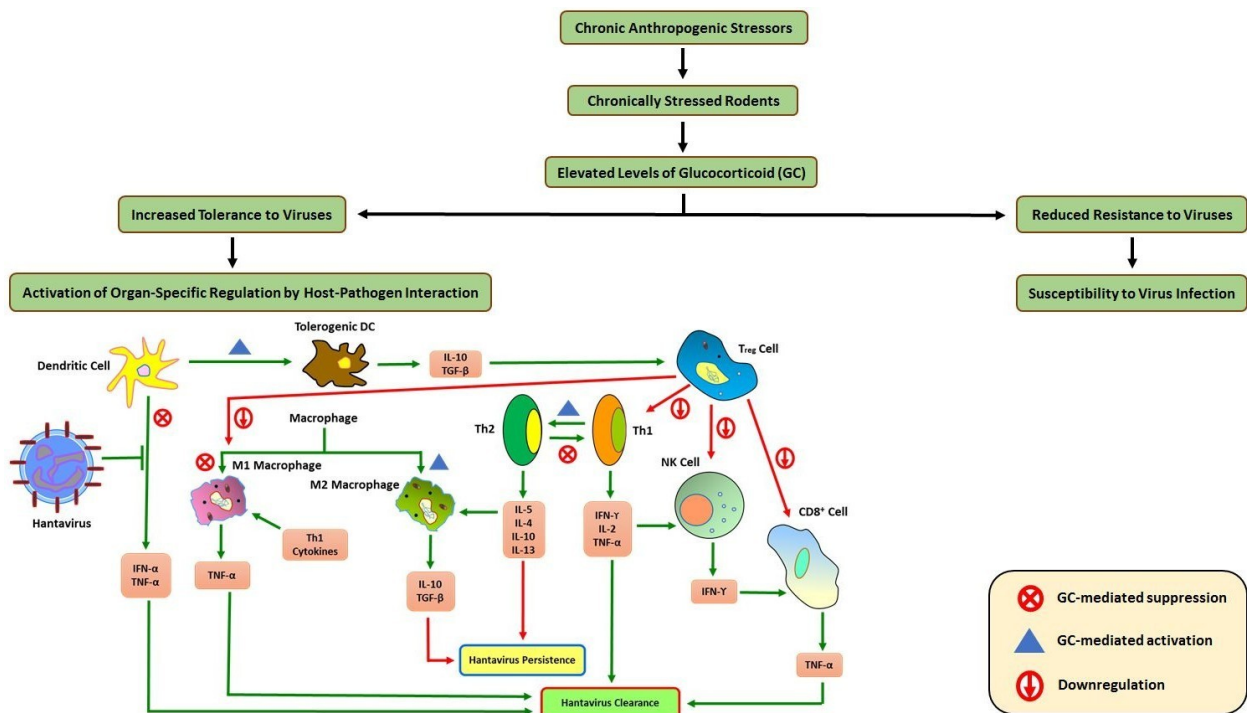 Chronic Anthropogenic Stressors
Chronically Stressed Rodents
Elevated Levels of Glucocorticoid (GC)
Increased Tolerance to Viruses
Reduced Resistance to Viruses
Activation of Organ-Specific Regulation by Host-Pathogen Interaction
Susceptibility to Virus Infection
Dendritic Cell
Tolerogenic DC
IL-10
TGF-β
Treg Cell
Macrophage
Th2
Th1
Hantavirus
M1 Macrophage
M2 Macrophage
NK Cell
CD8⁺ Cell
Th1
Cytokines
IL-5
IL-4
IL-10
IL-13
IFN-γ
IL-2
TNF-α
IFN-α
TNF-α
TNF-α
IL-10
TGF-β
IFN-γ
TNF-α
Hantavirus Persistence
Hantavirus Clearance
GC-mediated suppression
GC-mediated activation
Downregulation